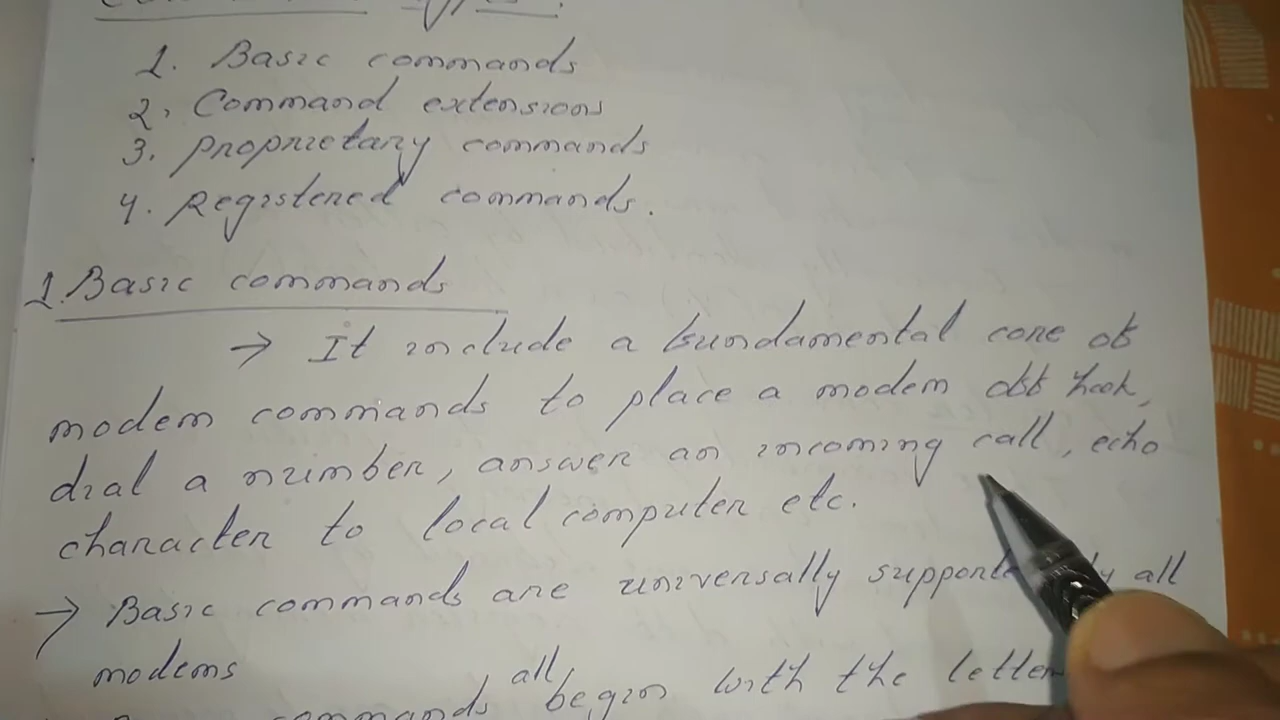 1. Basic commands
2, Command extensions
3. Proprietary commands
4. Registered commands.
1. Basic commands
→ It include a fundamental core of
modem commands to place a modem off hook,
dial a number, answer an incoming call, echo
character to local computer etc.
→ Basic commands are universally by all
modems
commands all begin with the letter